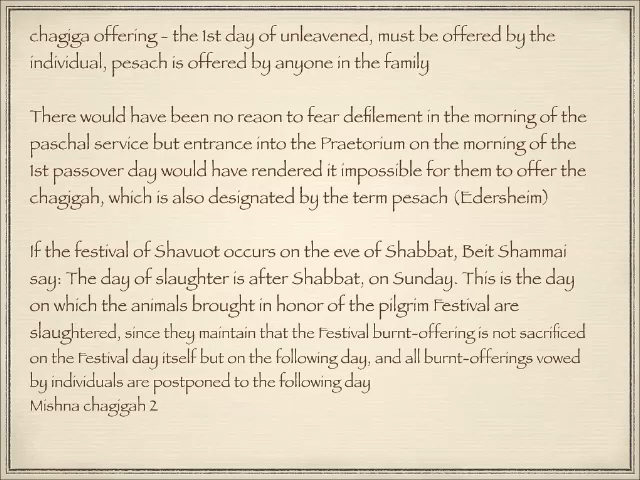 chagiga offering - the 1st day of unleavened, must be offered by the
individual, pesach is offered by anyone in the family
There would have been no reaon to fear defilement in the morning of the
paschal service but entrance into the Praetorium on the morning of the
1st passover day would have rendered it impossible for them to offer the
chagigah, which is also designated by the term pesach (Edersheim)
If the festival of Shavuot occurs on the eve of Shabbat, Beit Shammai
say: The day of slaughter is after Shabbat, on Sunday. This is the day
on which the animals brought in honor of the pilgrim Festival are
slaughtered, since they maintain that the Festival burnt-offering is not sacrificed
on the Festival day itself but on the following day, and all burnt-offerings vowed
by individuals are postponed to the following day
Mishna chagigah 2